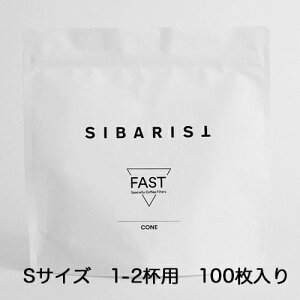 SIBARIST
FAST
Specialty Coffee Filters
CONE
Sサイズ 1-2杯用 100枚入り